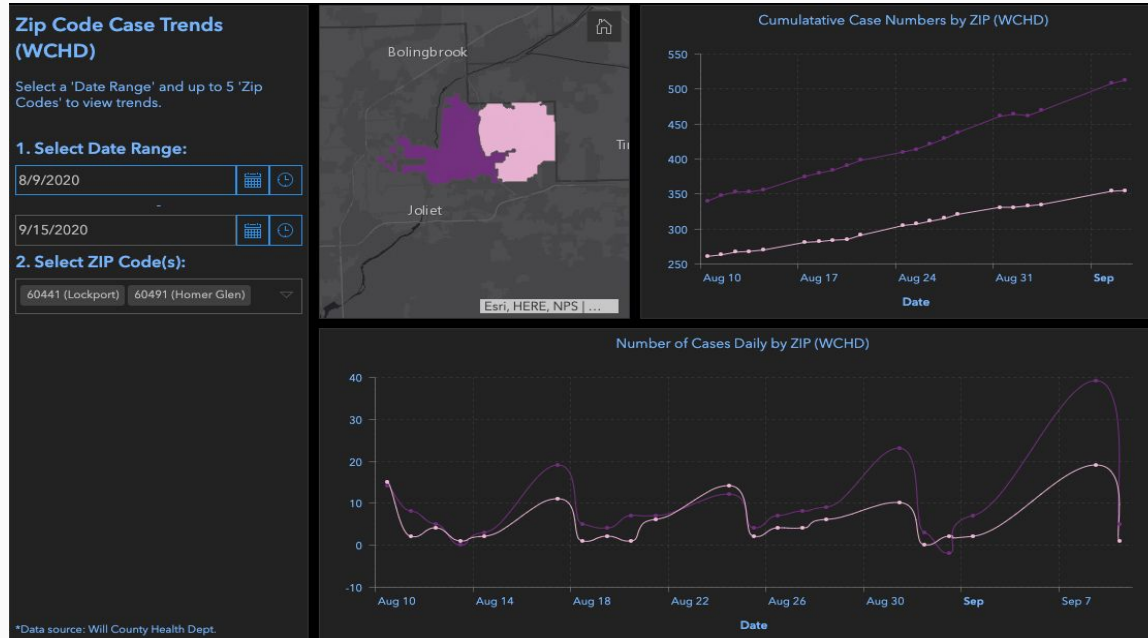 Zip Code Case Trends
(WCHD)
Select a 'Date Range' and up to 5 'Zip
Codes' to view trends.
1. Select Date Range:
8/9/2020
-
9/15/2020
2. Select ZIP Code(s):
60441 (Lockport) 60491 (Homer Glen)
*Data source: Will County Health Dept.
Bolingbrook
Tin
Joliet
Esri, HERE, NPS | ...
Cumulatative Case Numbers by ZIP (WCHD)
550
500
450
400
350
300
250
Aug 10 Aug 17 Aug 24 Aug 31 Sep
Date
Number of Cases Daily by ZIP (WCHD)
40
30
20
10
0
-10
Aug 10 Aug 14 Aug 18 Aug 22 Aug 26 Aug 30 Sep Sep 7
Date